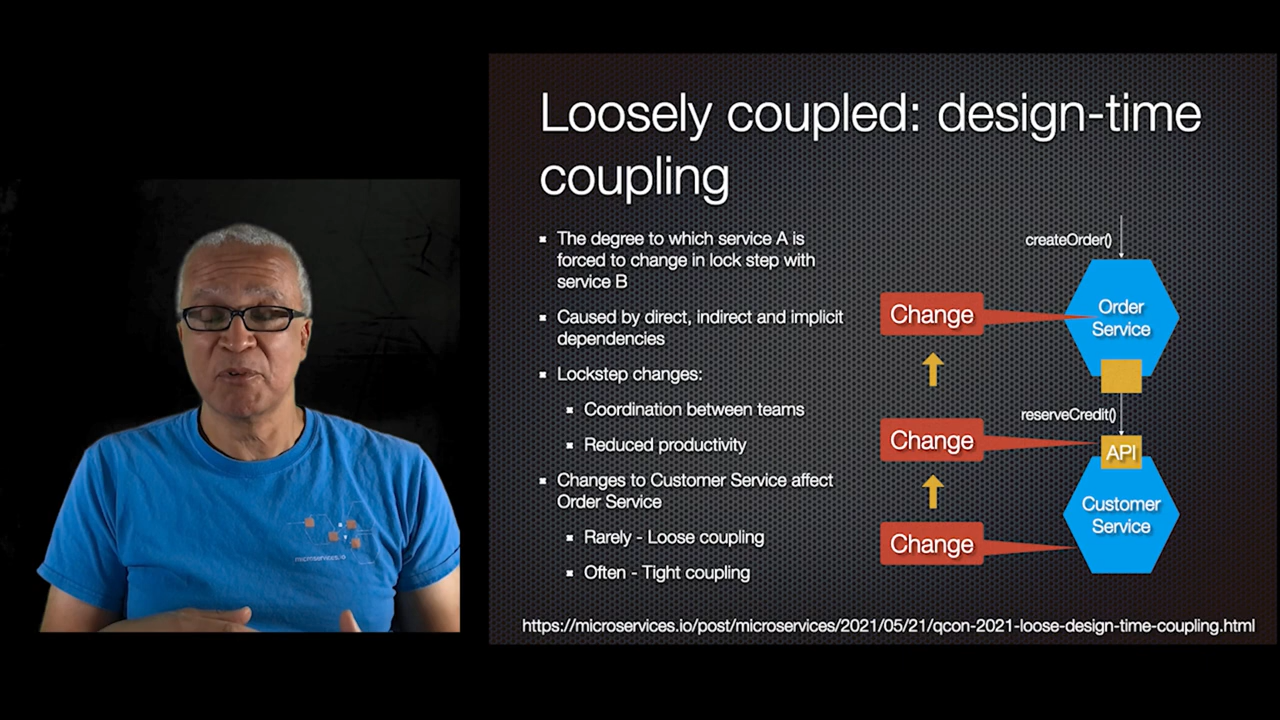 Loosely coupled: design-time
coupling
The degree to which service A is
forced to change in lock step with
service B
Caused by direct, indirect and implicit
dependencies
Lockstep changes:
Coordination between teams
Reduced productivity
Changes to Customer Service affect
Order Service
Rarely - Loose coupling
Often - Tight coupling
createOrder()
Change
Order
Service
reserveCredit()
Change
API
Customer
Service
Change
https://microservices.io/post/microservices/2021/05/21/qcon-2021-loose-design-time-coupling.html
microservices.io